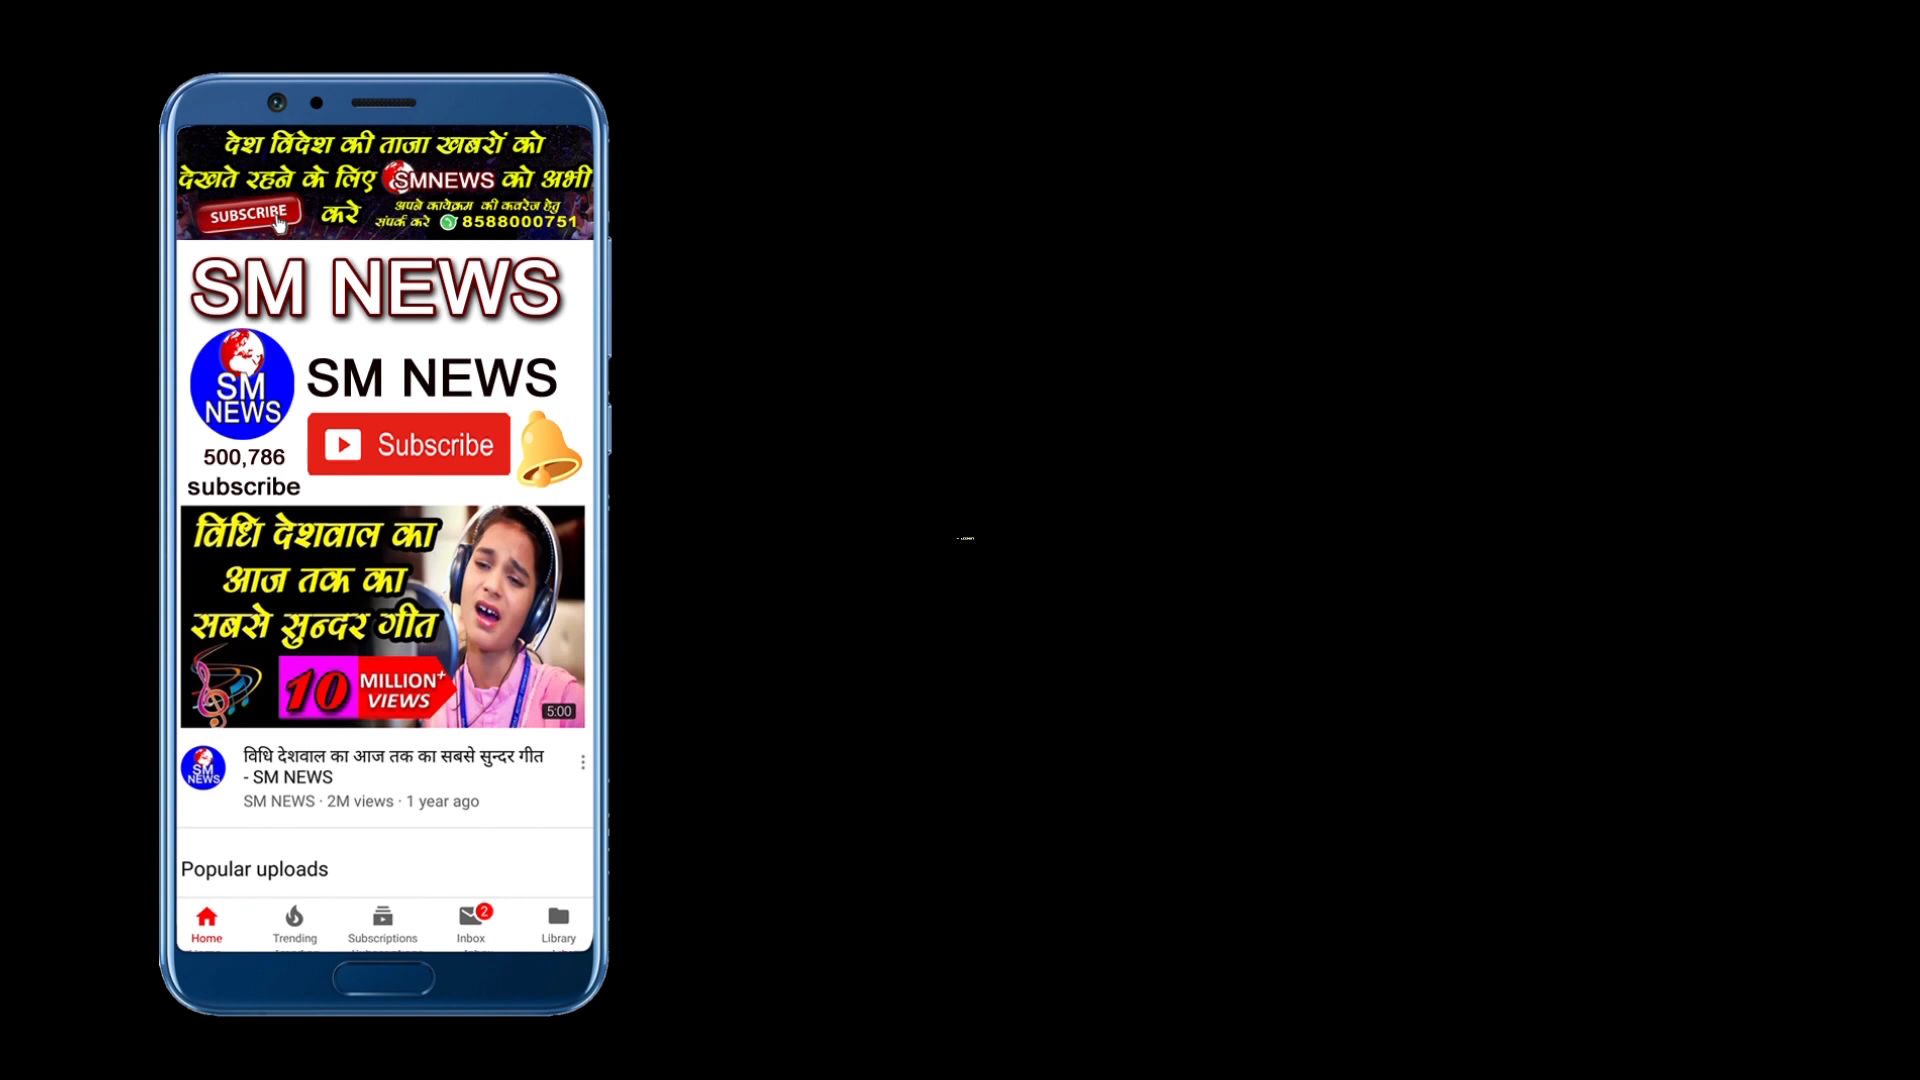 देश विदेश की ताजा खबरों को
देखते रहने के लिए SMNEWS को अभी
SUBSCRIBE करे
अपने कार्यक्रम की कवरेज हेतु
संपर्क करे 8588000751
SM NEWS
SM
NEWS
SM NEWS
Subscribe
500,786
subscribe
विधि देशवाल का
आज तक का
सबसे सुन्दर गीत
10 MILLION+
VIEWS
5:00
SM
NEWS
विधि देशवाल का आज तक का सबसे सुन्दर गीत
- SM NEWS
SM NEWS · 2M views · 1 year ago
Popular uploads
2
Home Trending Subscriptions Inbox Library